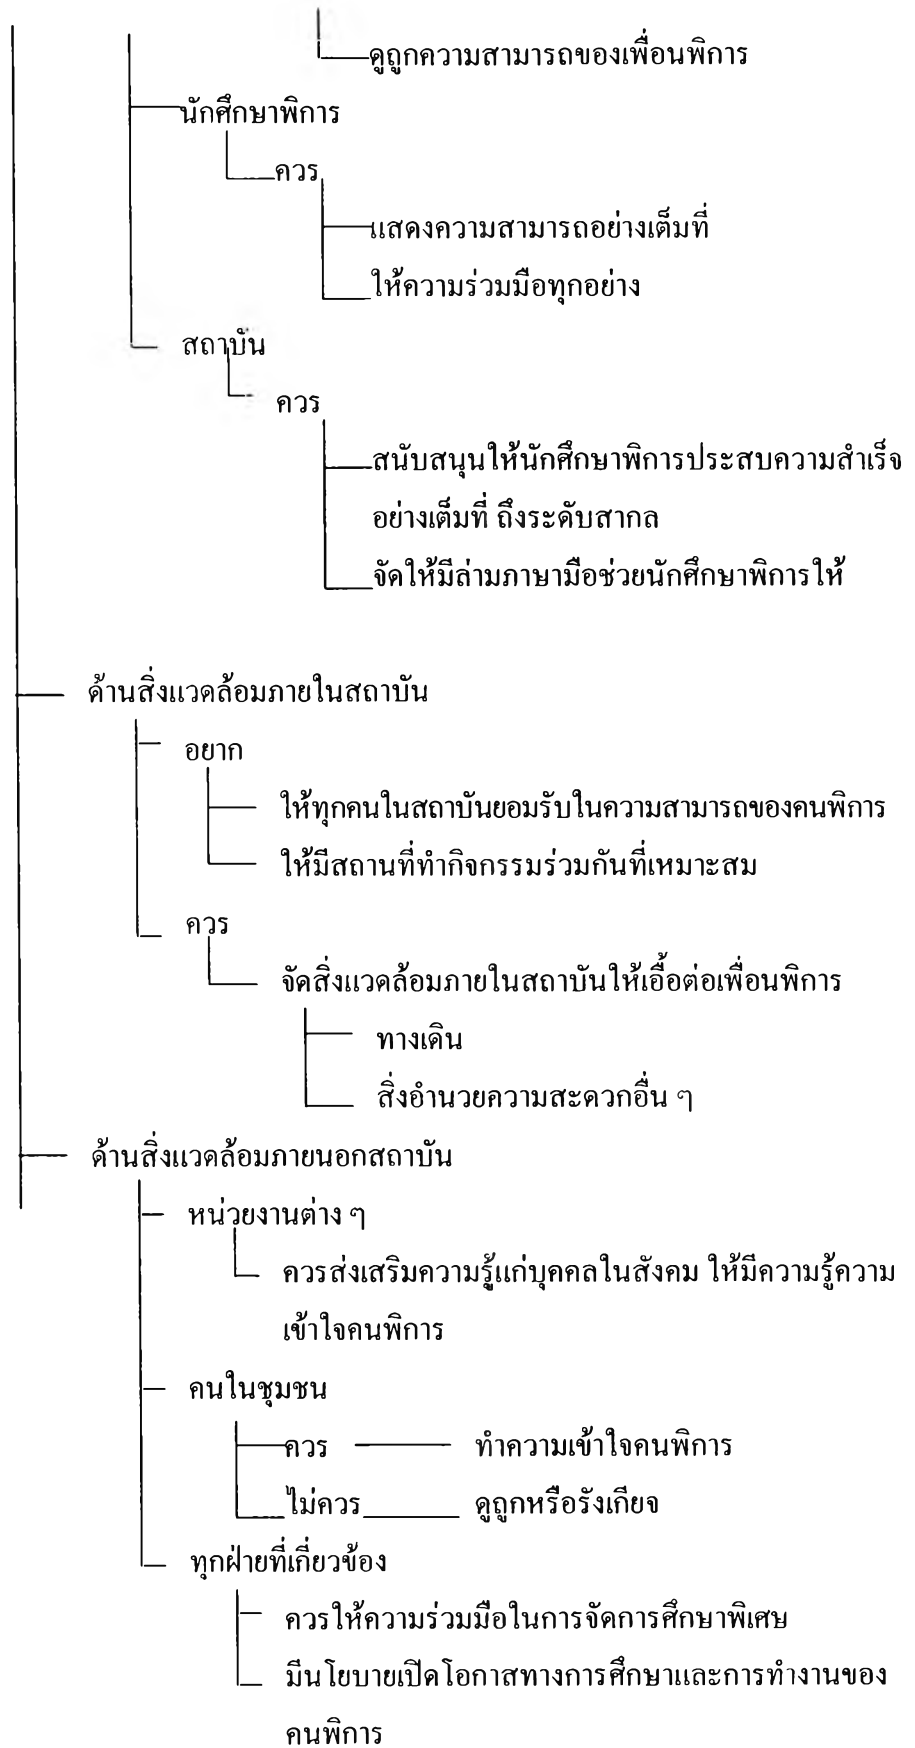 ดูถูกความสามารถของเพื่อนพิการ
นักศึกษาพิการ
ควร
แสดงความสามารถอย่างเต็มที่
ให้ความร่วมมือทุกอย่าง
สถาบัน
ควร
สนับสนุนให้นักศึกษาพิการประสบความสำเร็จ
อย่างเต็มที่ ถึงระดับสากล
จัดให้มีล่ามภาษามือช่วยนักศึกษาพิการให้
ด้านสิ่งแวดล้อมภายในสถาบัน
อยาก
ให้ทุกคนในสถาบันยอมรับในความสามารถของคนพิการ
ให้มีสถานที่ทำกิจกรรมร่วมกันที่เหมาะสม
ควร
จัดสิ่งแวดล้อมภายในสถาบันให้เอื้อต่อเพื่อนพิการ
ทางเดิน
สิ่งอำนวยความสะดวกอื่น ๆ
ด้านสิ่งแวดล้อมภายนอกสถาบัน
หน่วยงานต่าง ๆ
ควรส่งเสริมความรู้แก่บุคคลในสังคม ให้มีความรู้ความ
เข้าใจคนพิการ
คนในชุมชน
ควร ทำความเข้าใจคนพิการ
ไม่ควร ดูถูกหรือรังเกียจ
ทุกฝ่ายที่เกี่ยวข้อง
ควรให้ความร่วมมือในการจัดการศึกษาพิเศษ
มีนโยบายเปิดโอกาสทางการศึกษาและการทำงานของ
คนพิการ